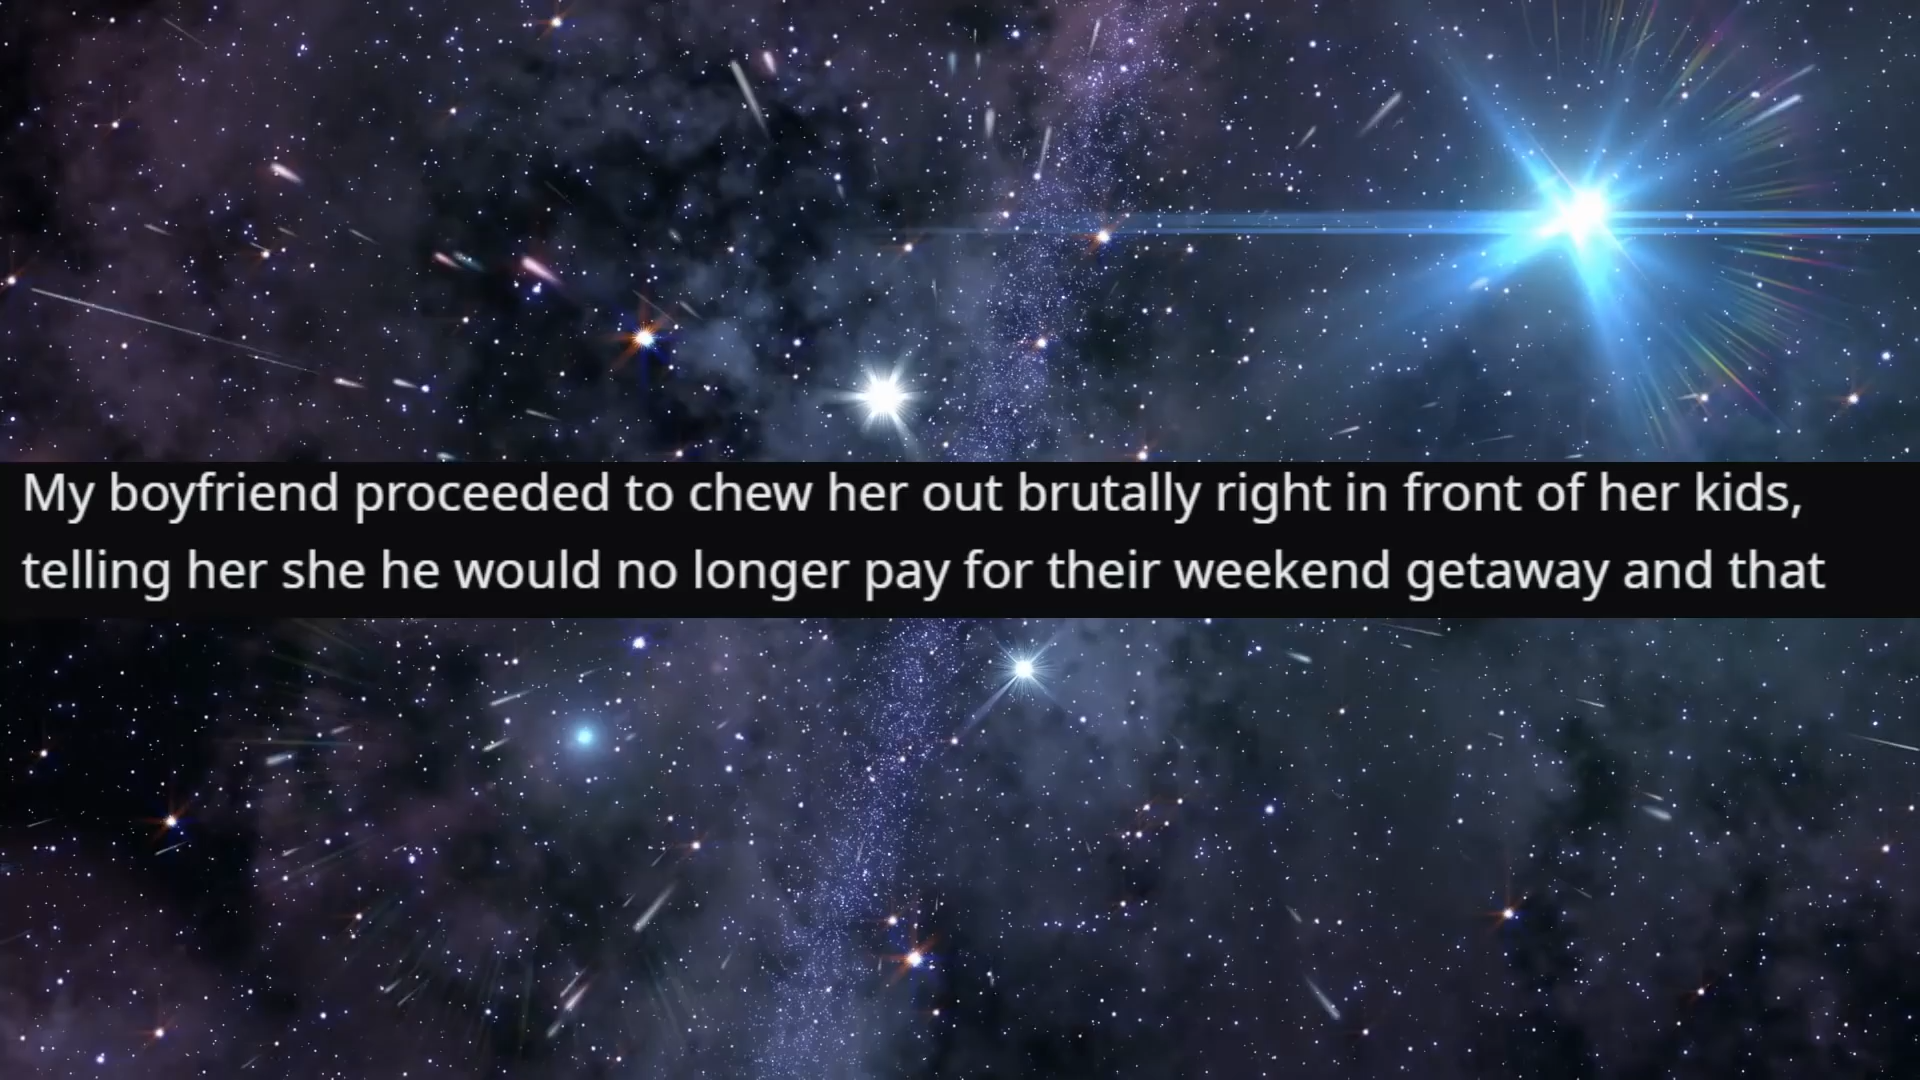 My boyfriend proceeded to chew her out brutally right in front of her kids,
telling her she he would no longer pay for their weekend getaway and that